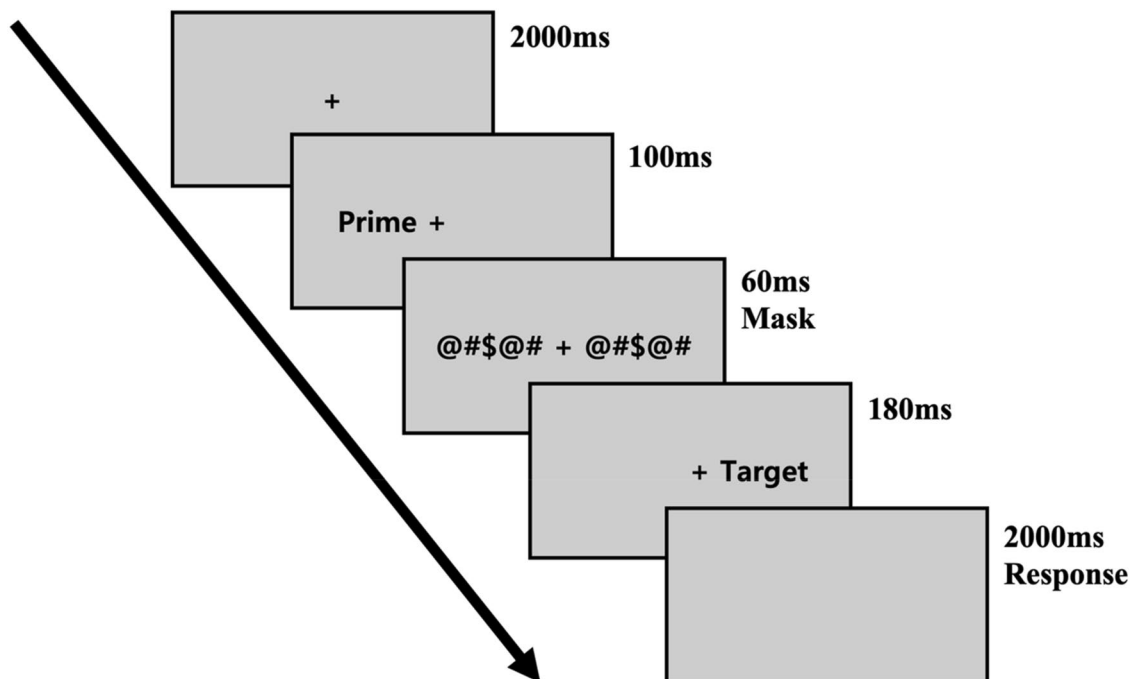 2000ms
+
100ms
Prime +
60ms
Mask
@#$@# + @#$@#
180ms
+ Target
2000ms
Response